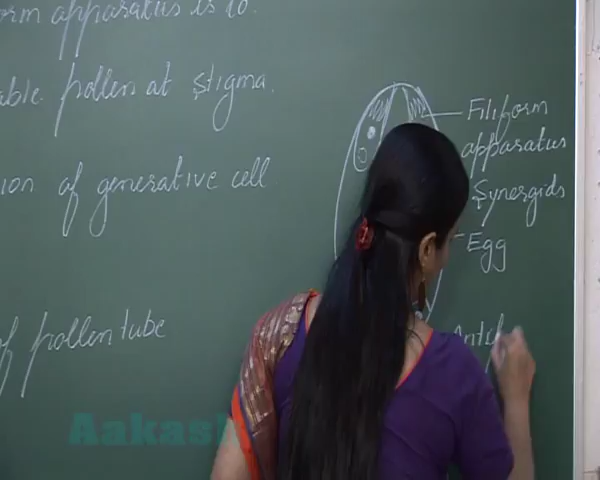 orm apparatus is to
able pollen at stigma.
ion of generative cell
of pollen tube
Filiform
apparatus
Synergids
Egg
Aakash